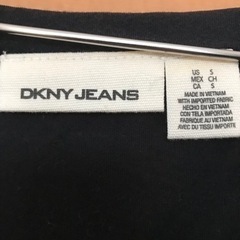 DKNY JEANS
US S
MEX CH
CA S
MADE IN VIETNAM
WITH IMPORTED FABRIC
HECHO EN VIETNAM
CON TELA IMPORTADA
FABRIQUÉ AU VIETNAM
AVEC DU TISSU IMPORTÉ